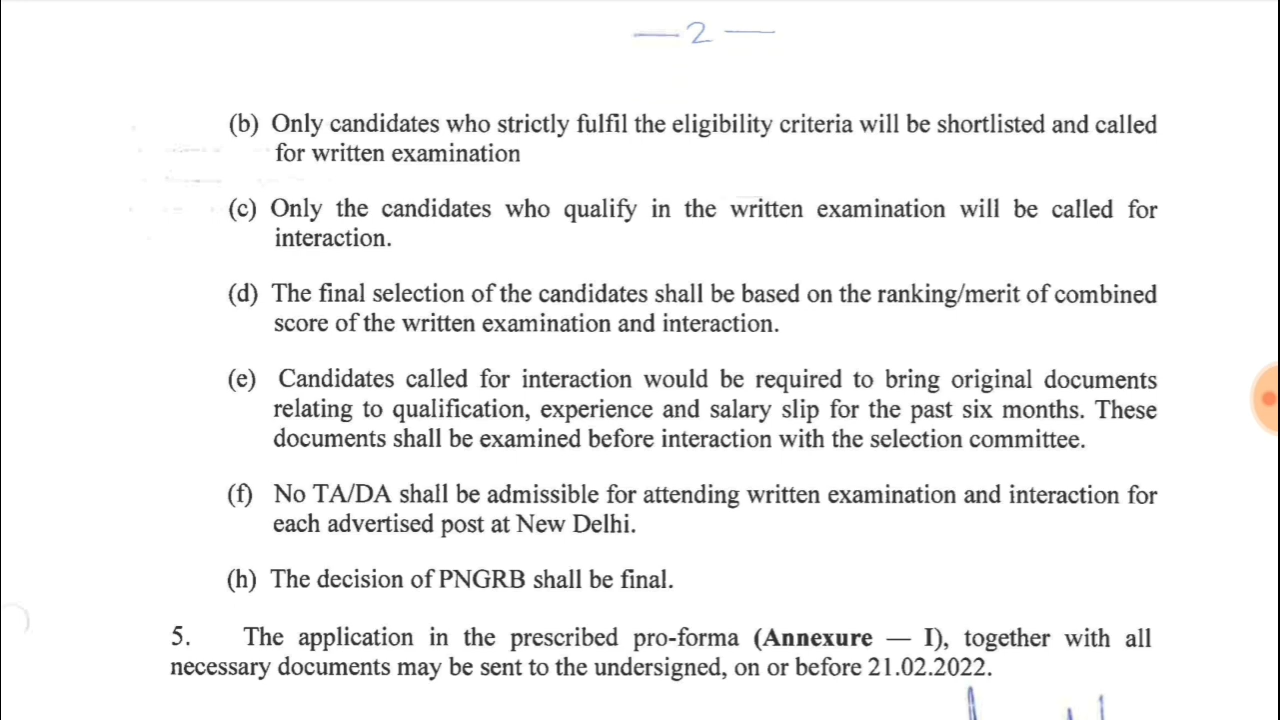 — 2 —
(b) Only candidates who strictly fulfil the eligibility criteria will be shortlisted and called
for written examination
(c) Only the candidates who qualify in the written examination will be called for
interaction.
(d) The final selection of the candidates shall be based on the ranking/merit of combined
score of the written examination and interaction.
(e) Candidates called for interaction would be required to bring original documents
relating to qualification, experience and salary slip for the past six months. These
documents shall be examined before interaction with the selection committee.
(f) No TA/DA shall be admissible for attending written examination and interaction for
each advertised post at New Delhi.
(h) The decision of PNGRB shall be final.
5. The application in the prescribed pro-forma (Annexure — I), together with all
necessary documents may be sent to the undersigned, on or before 21.02.2022.